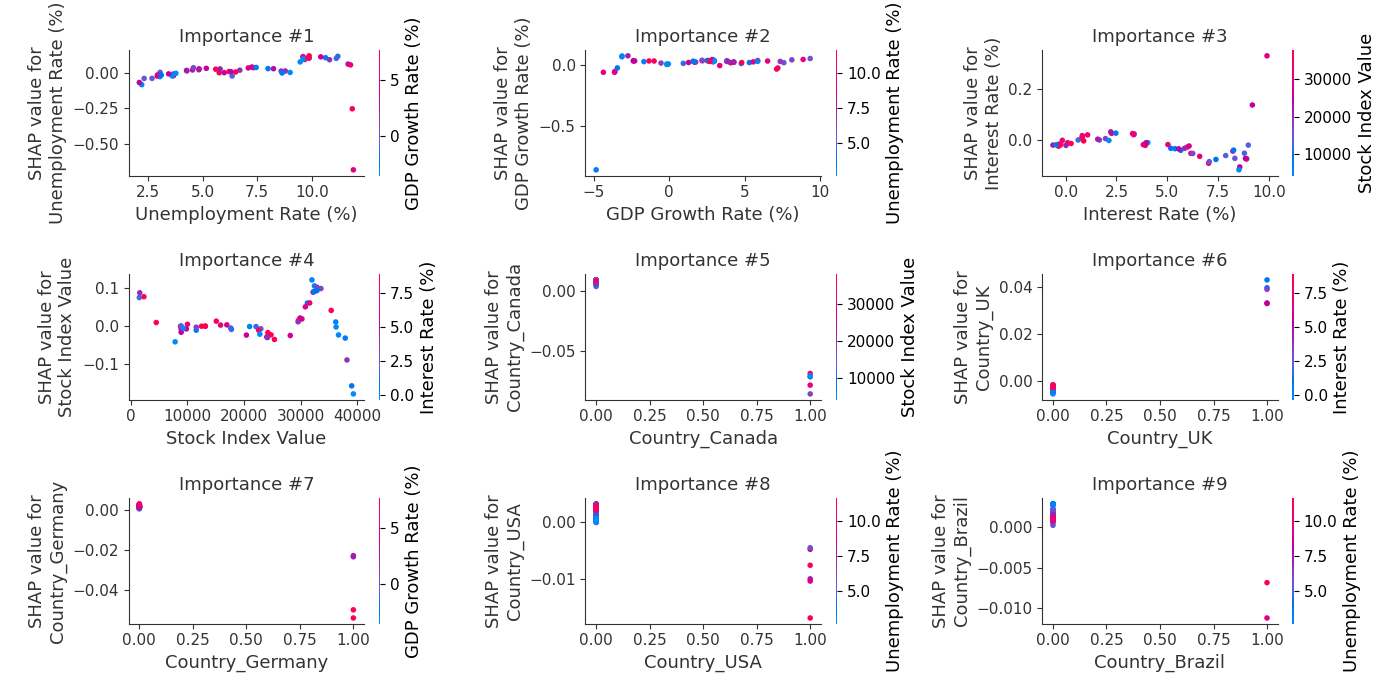 Importance #1
SHAP value for
Unemployment Rate (%)
0.00
−0.25
−0.50
2.5
5.0
7.5
10.0
Unemployment Rate (%)
5
0
GDP Growth Rate (%)
Importance #2
SHAP value for
GDP Growth Rate (%)
0.0
−0.5
−5
0
5
10
GDP Growth Rate (%)
10.0
7.5
5.0
Unemployment Rate (%)
Importance #3
SHAP value for
Interest Rate (%)
0.2
0.0
0.0
2.5
5.0
7.5
10.0
Interest Rate (%)
30000
20000
10000
Stock Index Value
Importance #4
SHAP value for
Stock Index Value
0.1
0.0
−0.1
0
10000
20000
30000
40000
Stock Index Value
7.5
5.0
2.5
0.0
Interest Rate (%)
Importance #5
SHAP value for
Country_Canada
0.00
−0.05
0.00
0.25
0.50
0.75
1.00
Country_Canada
30000
20000
10000
Stock Index Value
Importance #6
SHAP value for
Country_UK
0.04
0.02
0.00
0.00
0.25
0.50
0.75
1.00
Country_UK
7.5
5.0
2.5
0.0
Interest Rate (%)
Importance #7
SHAP value for
Country_Germany
0.00
−0.02
−0.04
0.00
0.25
0.50
0.75
1.00
Country_Germany
5
0
GDP Growth Rate (%)
Importance #8
SHAP value for
Country_USA
0.00
−0.01
0.00
0.25
0.50
0.75
1.00
Country_USA
10.0
7.5
5.0
Unemployment Rate (%)
Importance #9
SHAP value for
Country_Brazil
0.000
−0.005
−0.010
0.00
0.25
0.50
0.75
1.00
Country_Brazil
10.0
7.5
5.0
Unemployment Rate (%)